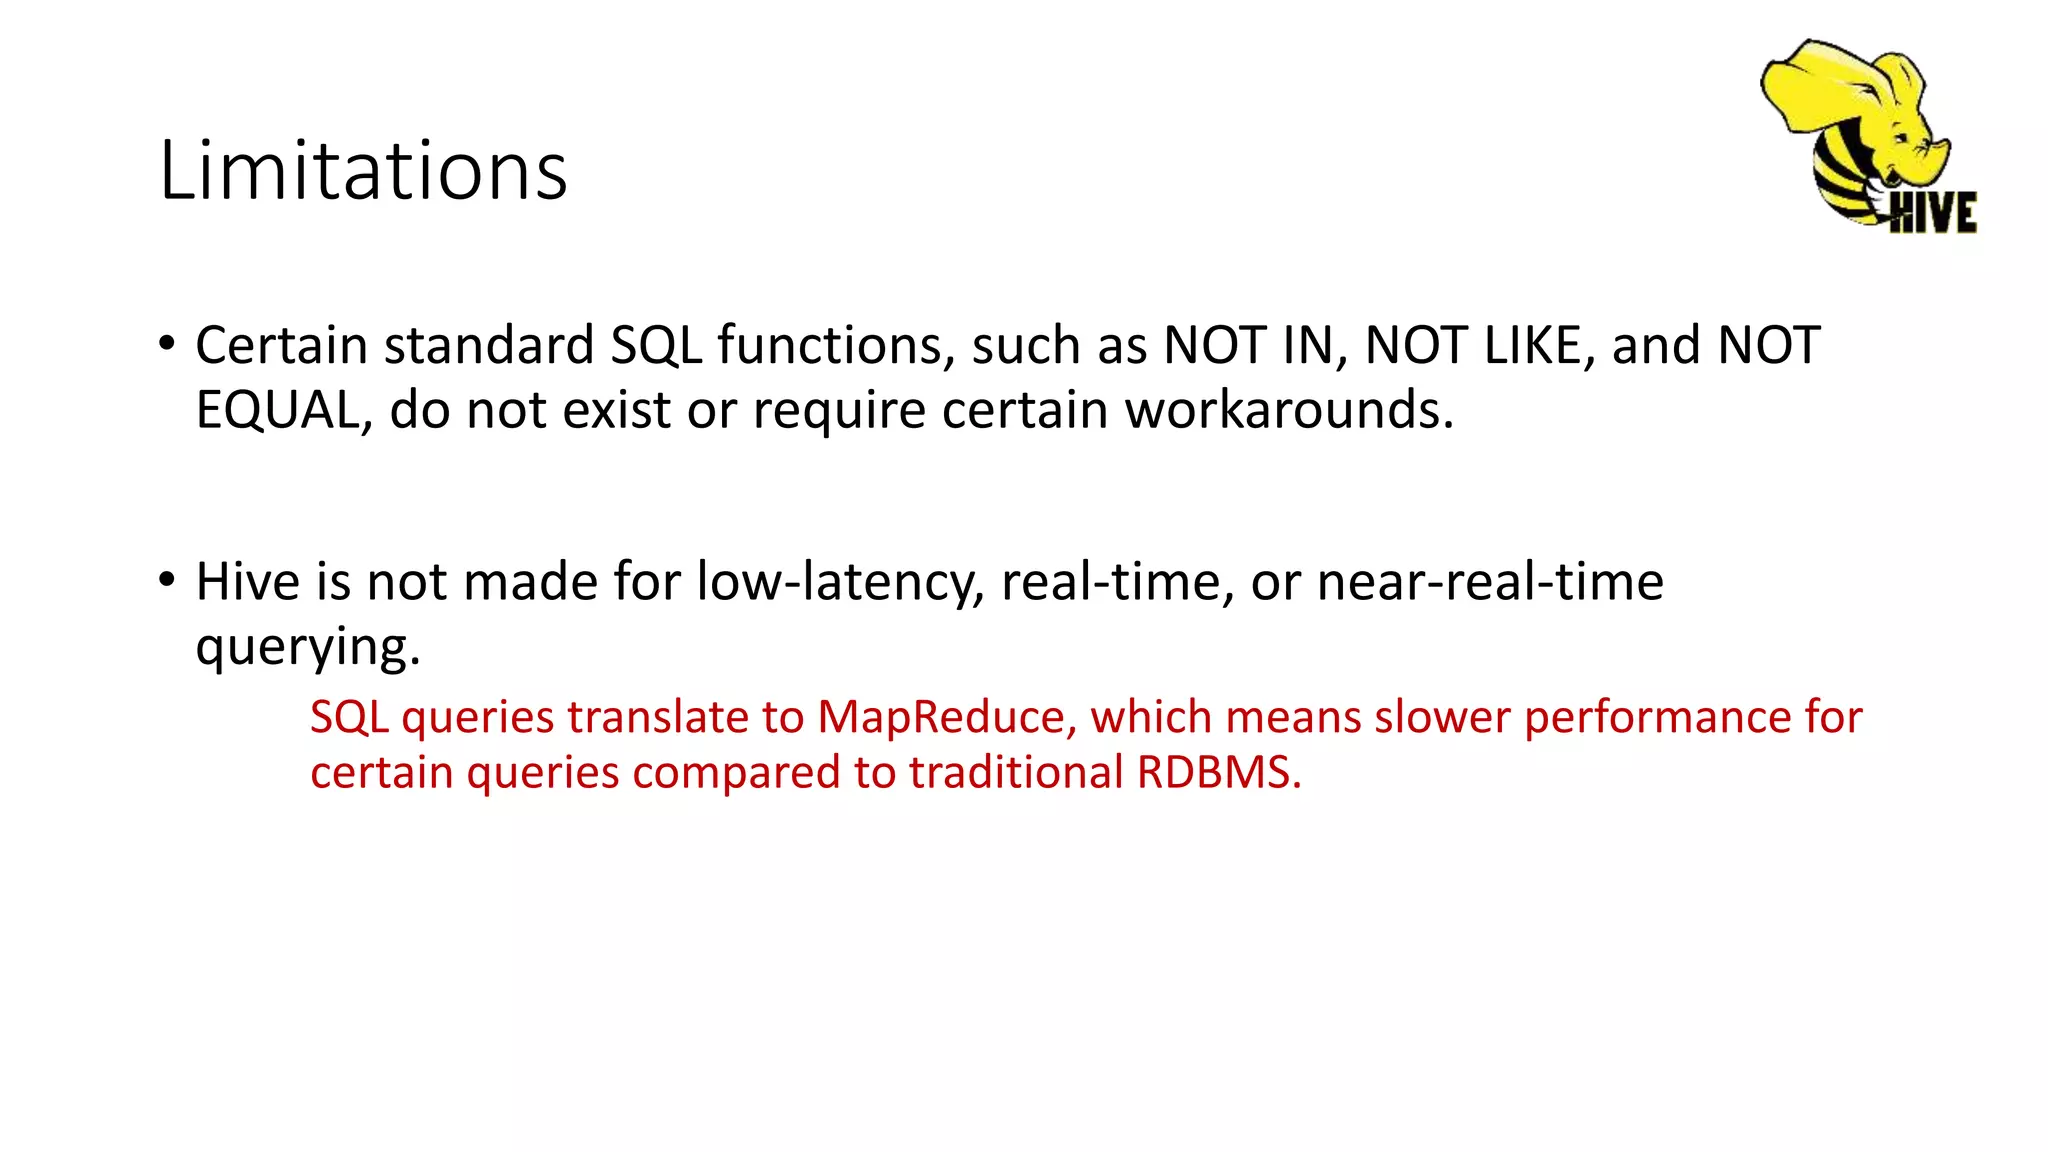 HIVE
Limitations
• Certain standard SQL functions, such as NOT IN, NOT LIKE, and NOT
EQUAL, do not exist or require certain workarounds.
• Hive is not made for low-latency, real-time, or near-real-time
querying.
SQL queries translate to MapReduce, which means slower performance for
certain queries compared to traditional RDBMS.